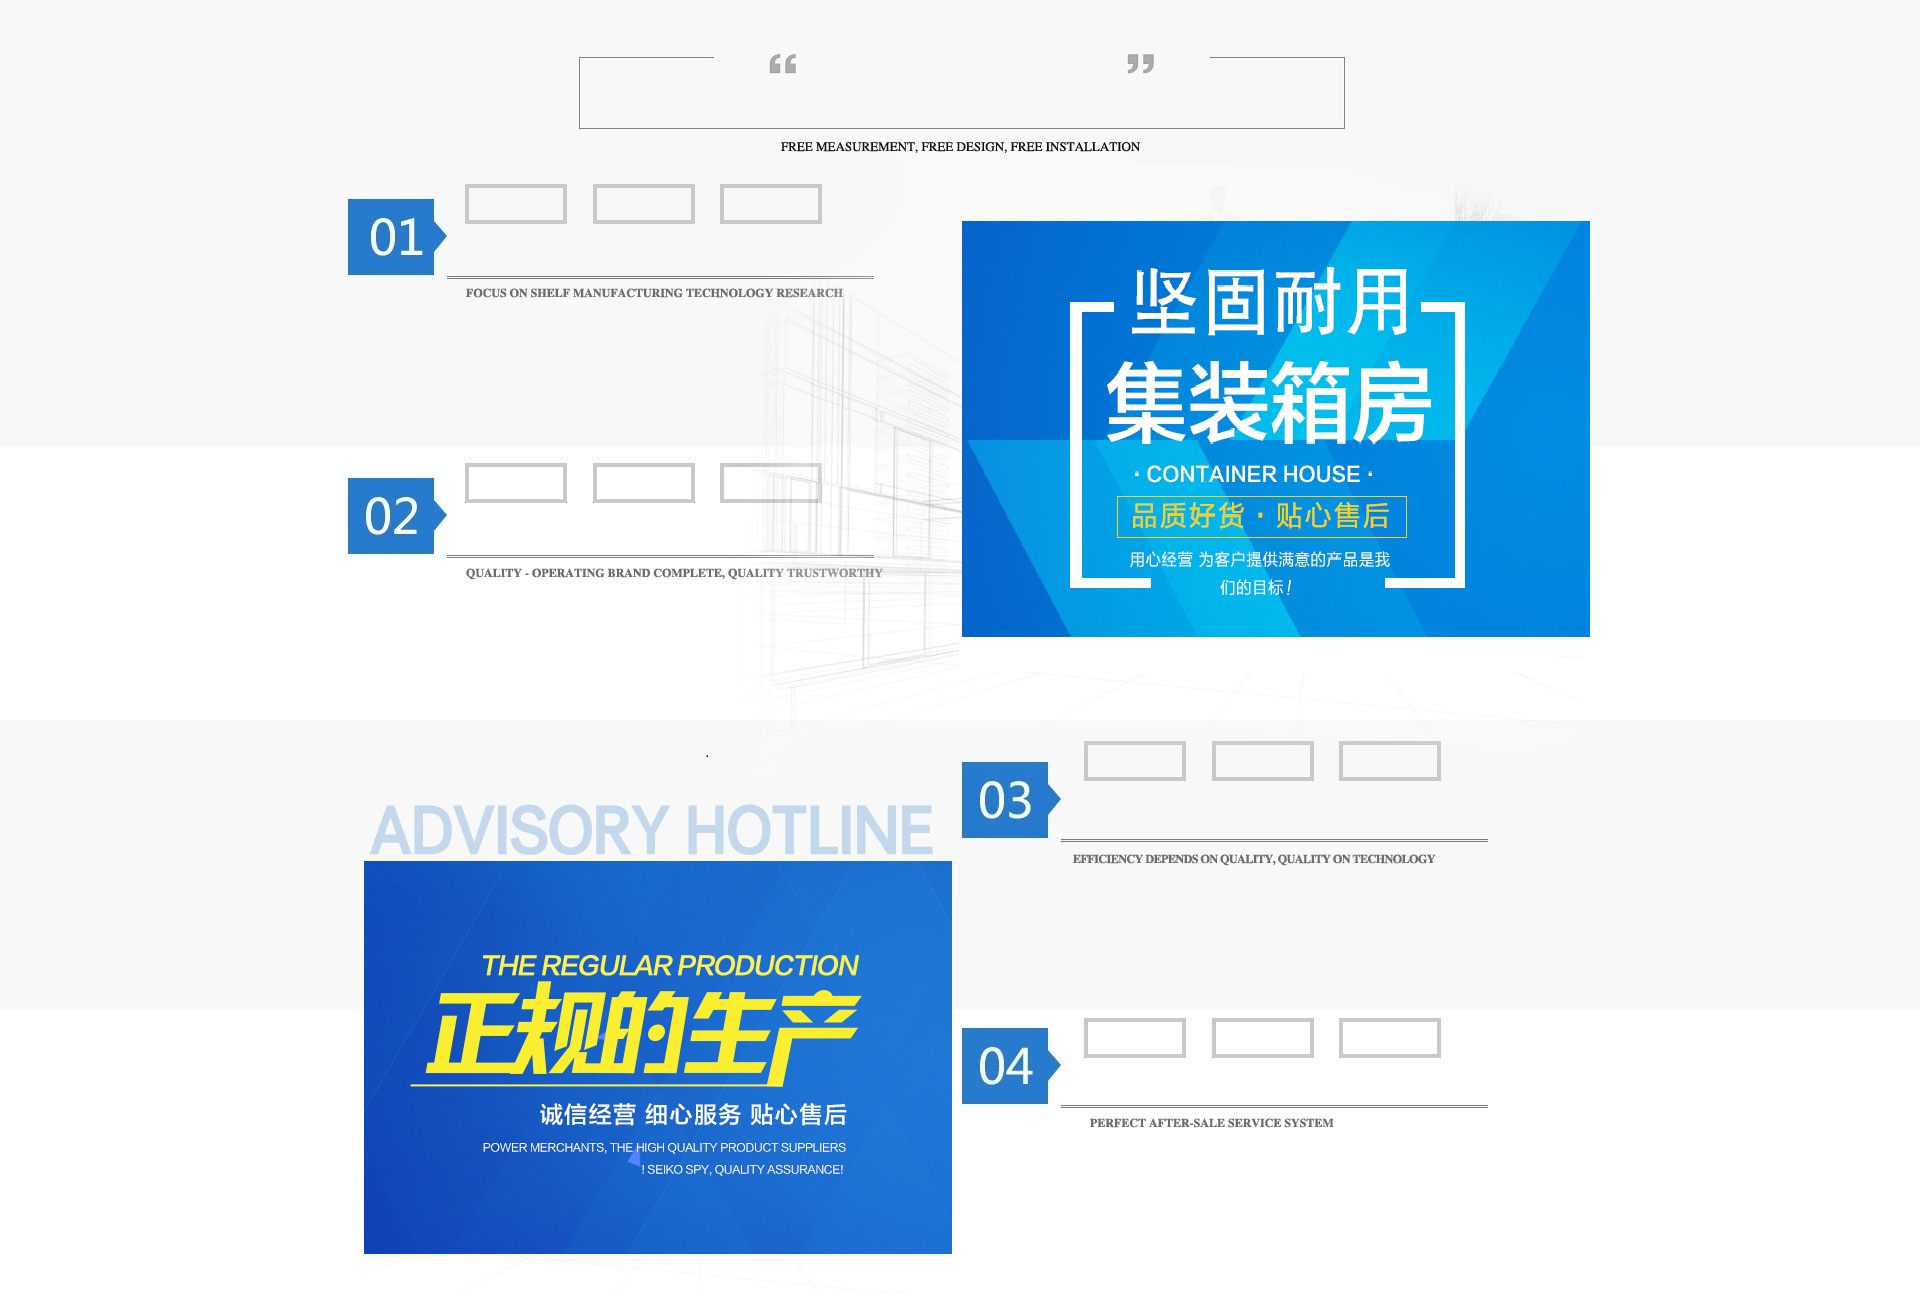 “ ”
FREE MEASUREMENT, FREE DESIGN, FREE INSTALLATION
01
FOCUS ON SHELF MANUFACTURING TECHNOLOGY RESEARCH
坚固耐用
集装箱房
· CONTAINER HOUSE ·
品质好货 · 贴心售后
用心经营 为客户提供满意的产品是我
们的目标!
02
QUALITY - OPERATING BRAND COMPLETE, QUALITY TRUSTWORTHY
03
EFFICIENCY DEPENDS ON QUALITY, QUALITY ON TECHNOLOGY
ADVISORY HOTLINE
THE REGULAR PRODUCTION
正规的生产
诚信经营 细心服务 贴心售后
POWER MERCHANTS, THE HIGH QUALITY PRODUCT SUPPLIERS
! SEIKO SPY, QUALITY ASSURANCE!
04
PERFECT AFTER-SALE SERVICE SYSTEM